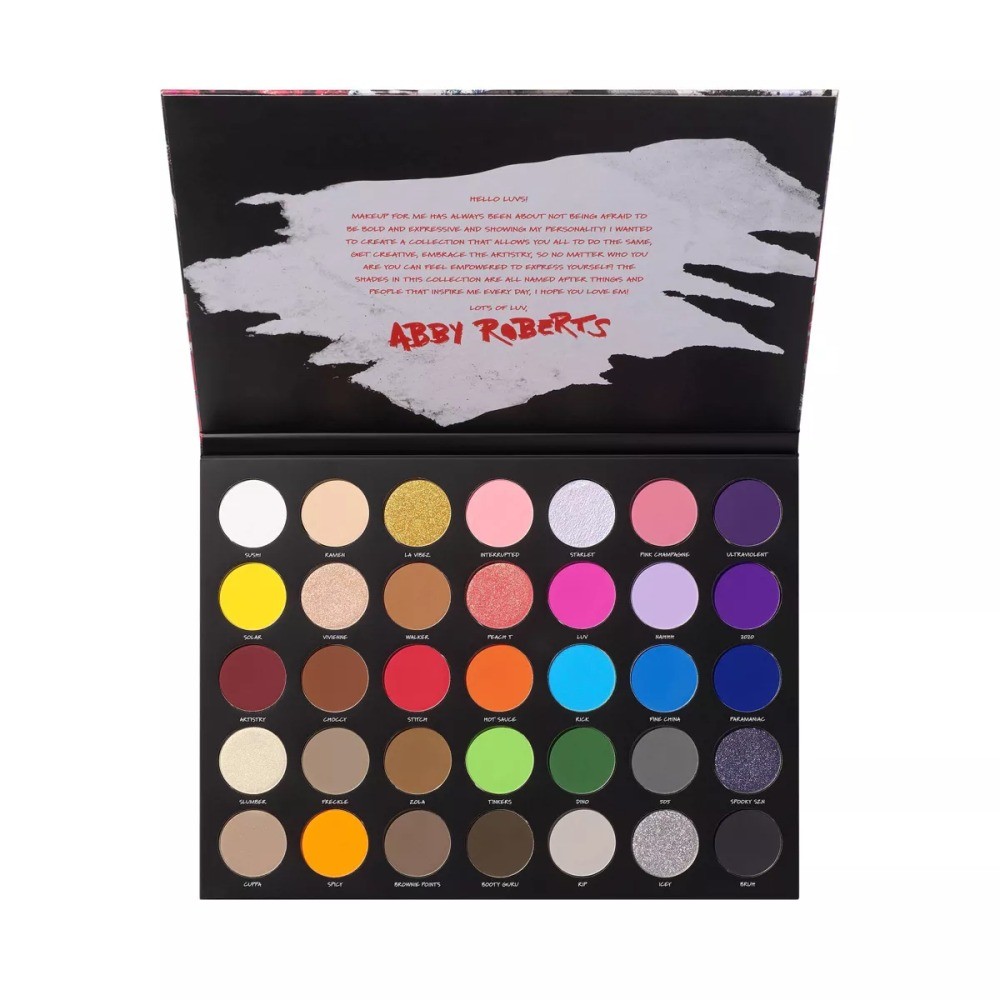 HELLO LUVS!
MAKEUP FOR ME HAS ALWAYS BEEN ABOUT NOT BEING AFRAID TO
BE BOLD AND EXPRESSIVE AND SHOWING MY PERSONALITY! I WANTED
TO CREATE A COLLECTION THAT ALLOWS YOU ALL TO DO THE SAME,
GET CREATIVE, EMBRACE THE ARTISTRY, SO NO MATTER WHO YOU
ARE YOU CAN FEEL EMPOWERED TO EXPRESS YOURSELF! THE
SHADES IN THIS COLLECTION ARE ALL NAMED AFTER THINGS AND
PEOPLE THAT INSPIRE ME EVERY DAY, I HOPE YOU LOVE EM!
LOTS OF LUV,
ABBY ROBERTS
SUSHI RAMEN LA VIBEZ INTERRUPTED STARLET PINK CHAMPAGNE ULTRAVIOLENT
SOLAR VIVIENNE WALKER PEACH T LUV 2020
ARTISTRY CHOCCY STITCH HOT SAUCE RICK FINE CHINA PARAMANIAC
SLUMBER FRECKLE ZOLA TINKERS DINO SPOOKY SZN
CUPPA SPICY BROWNIE POINTS BOOTY GURU RIP ICEY BRUH